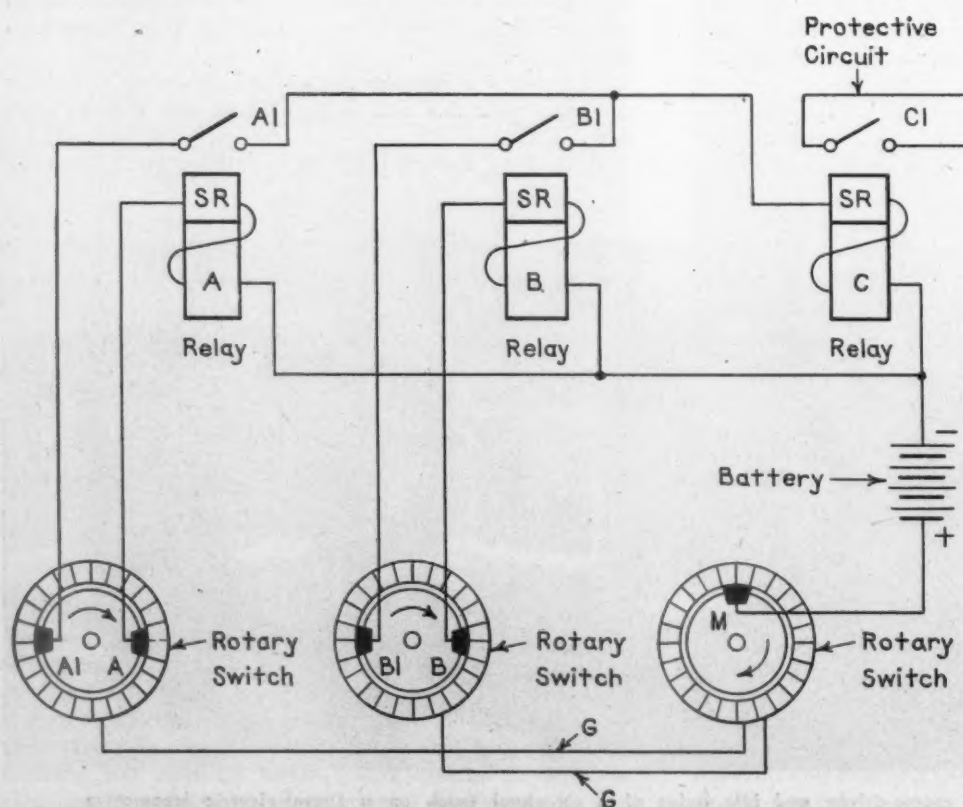 Protective
Circuit
A1
B1
C1
SR
SR
SR
A
B
C
Relay
Relay
Relay
Battery
-
+
A1 A
Rotary
Switch
B1 B
Rotary
Switch
M
Rotary
Switch
G
G